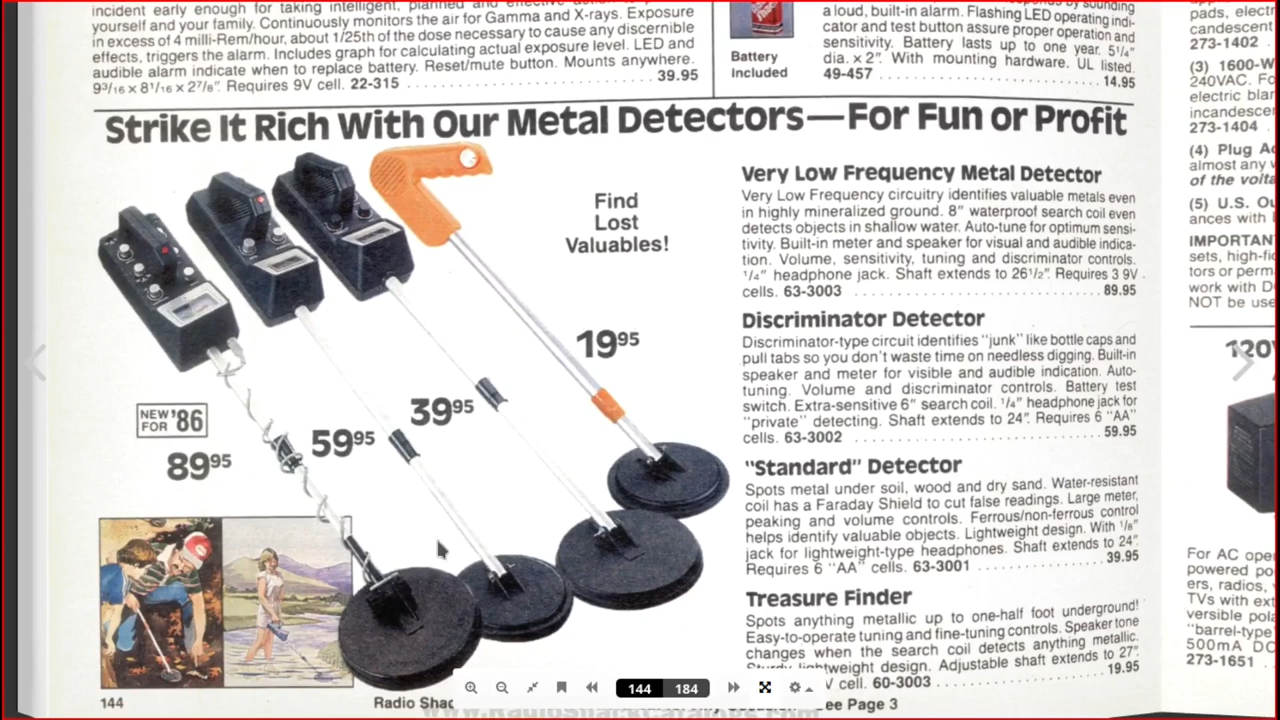 incident early enough for taking intelligent, planned and effective action to
yourself and your family. Continuously monitors the air for Gamma and X-rays. Exposure
in excess of 4 milli-Rem/hour, about 1/25th of the dose necessary to cause any discernible
effects, triggers the alarm. Includes graph for calculating actual exposure level. LED and
audible alarm indicate when to replace battery. Reset/mute button. Mounts anywhere.
9³/₁₆ × 8¹/₁₆ × 2⁷/₈". Requires 9V cell. 22-315 . . . . . . . . . . . . . . . . . . . . . . . . . 39.95
Battery
Included
by sounding
a loud, built-in alarm. Flashing LED operating indi-
cator and test button assure proper operation and
sensitivity. Battery lasts up to one year. 5¹/₄"
dia. × 2". With mounting hardware. UL listed.
49-457 . . . . . . . . . . . . . . . . . . . . . . . . . 14.95
Strike It Rich With Our Metal Detectors—For Fun or Profit
Find
Lost
Valuables!
19⁹⁵
39⁹⁵
59⁹⁵
NEW FOR '86
89⁹⁵
Very Low Frequency Metal Detector
Very Low Frequency circuitry identifies valuable metals even
in highly mineralized ground. 8" waterproof search coil even
detects objects in shallow water. Auto-tune for optimum sensi-
tivity. Built-in meter and speaker for visual and audible indica-
tion. Volume, sensitivity, tuning and discriminator controls.
¹/₄" headphone jack. Shaft extends to 26¹/₂". Requires 3 9V
cells. 63-3003 . . . . . . . . . . . . . . . . . . . . . . . . . 89.95
Discriminator Detector
Discriminator-type circuit identifies "junk" like bottle caps and
pull tabs so you don't waste time on needless digging. Built-in
speaker and meter for visible and audible indication. Auto-
tuning. Volume and discriminator controls. Battery test
switch. Extra-sensitive 6" search coil. ¹/₄" headphone jack for
"private" detecting. Shaft extends to 24". Requires 6 "AA"
cells. 63-3002 . . . . . . . . . . . . . . . . . . . . . . . . . 59.95
"Standard" Detector
Spots metal under soil, wood and dry sand. Water-resistant
coil has a Faraday Shield to cut false readings. Large meter,
peaking and volume controls. Ferrous/non-ferrous control
helps identify valuable objects. Lightweight design. With ¹/₈"
jack for lightweight-type headphones. Shaft extends to 24".
Requires 6 "AA" cells. 63-3001 . . . . . . . . . . . . . . . . 39.95
Treasure Finder
Spots anything metallic up to one-half foot underground!
Easy-to-operate tuning and fine-tuning controls. Speaker tone
changes when the search coil detects anything metallic.
Sturdy lightweight design. Adjustable shaft extends to 27".
V cell. 60-3003 . . . . . . . . . . . . . . . . . . . . . . . . . 19.95
pads, electr
candescent
273-1402
(3) 1600-W
240VAC. Fo
electric blan
incandescen
273-1404
(4) Plug A
almost any
of the volta
(5) U.S. Ou
ances with
IMPORTAN
sets, high-fi
tors or perm
work with D
NOT be use
120
For AC ope
powered po
ers, radios,
TVs with ext
versible pola
"barrel-type
500mA DC
273-1651
144
Radio Shac
See Page 3
144 184
www.RadioShackCatalogs.com